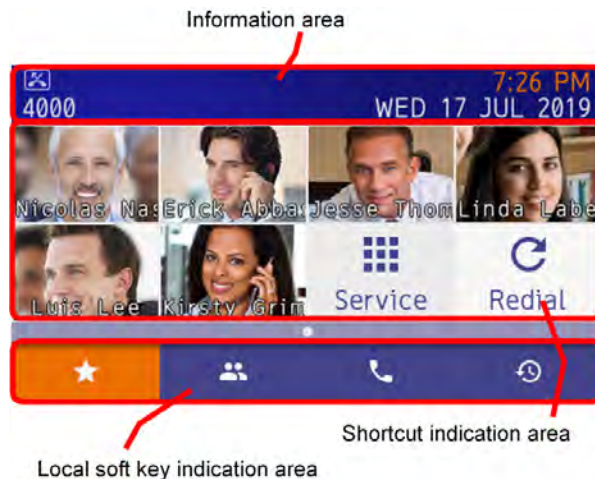 Information area
7:26 PM
4000 WED 17 JUL 2019
Nicolas Nas Erick Abba Jesse Thom Linda Labe
Luis Lee Kirsty Grim Service Redial
Shortcut indication area
Local soft key indication area